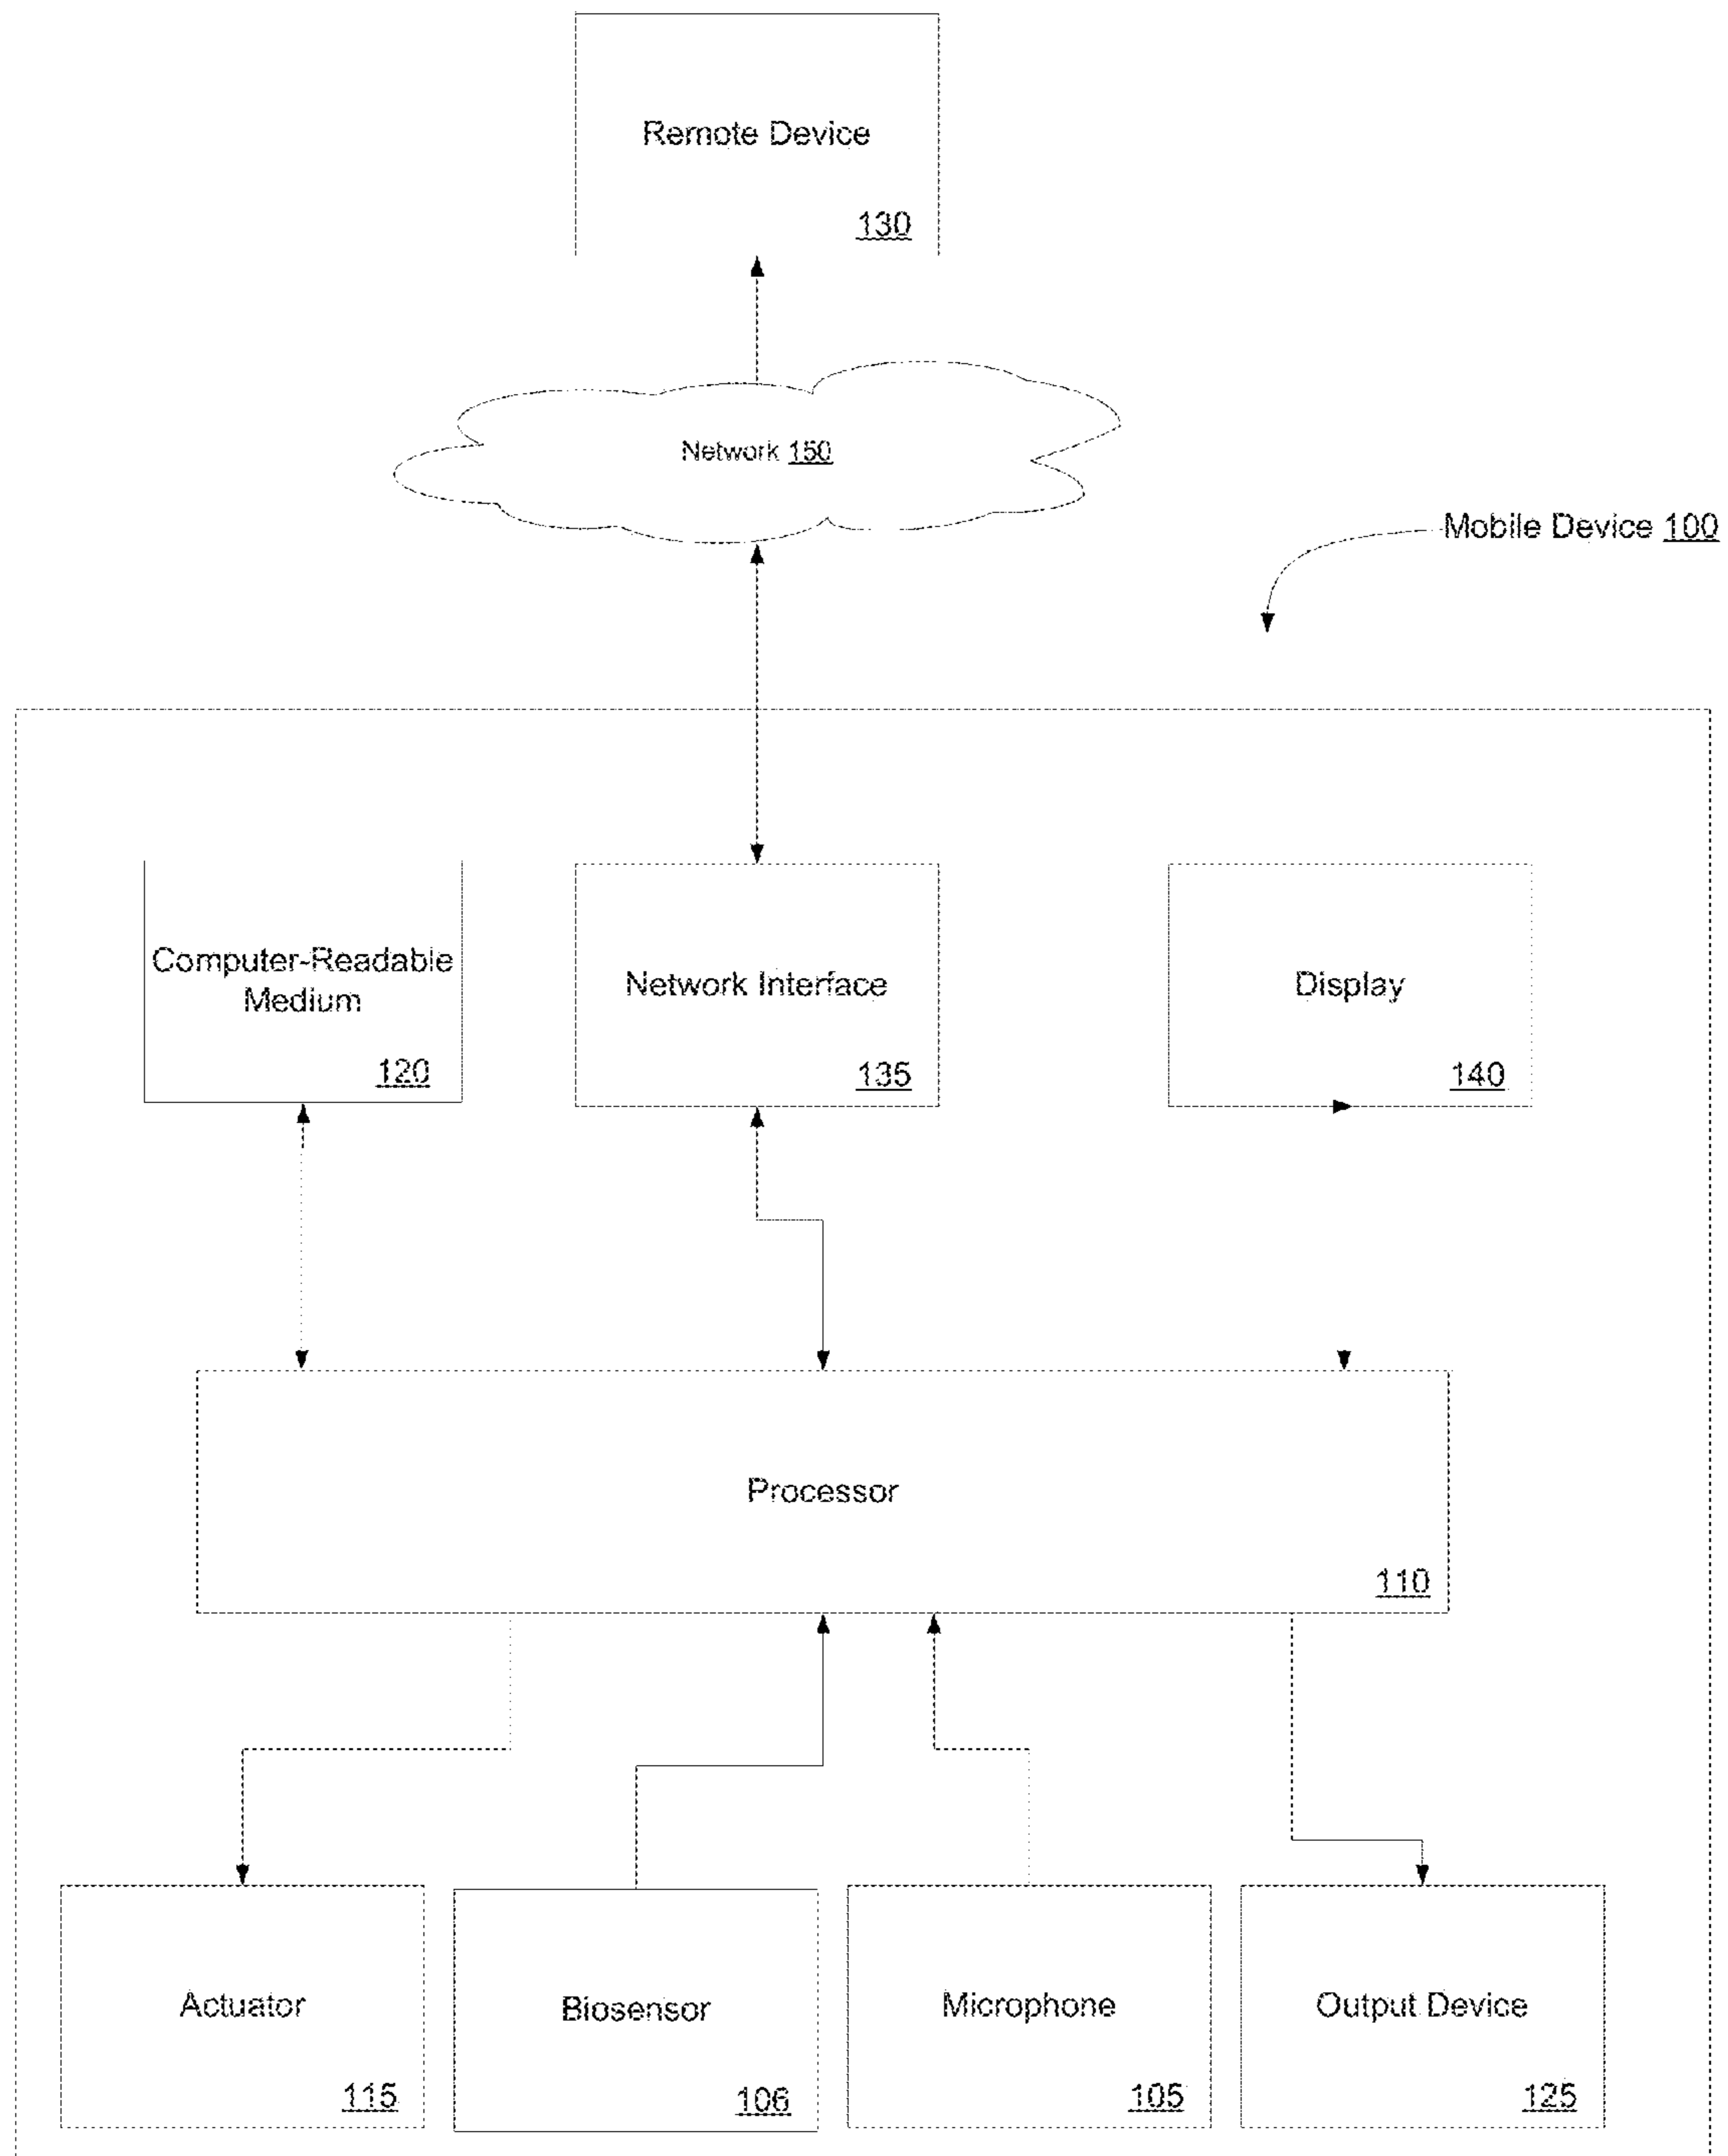 Remote Device
130
Network 150
Mobile Device 100
Computer-Readable
Medium
120
Network Interface
135
Display
140
Processor
110
Actuator
115
Biosensor
106
Microphone
105
Output Device
125